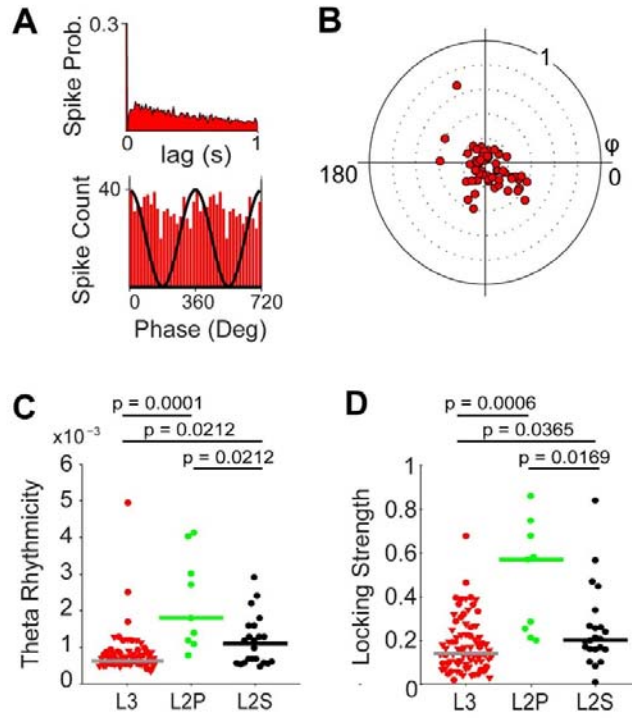 A
Spike Prob.
0.3
0
0
1
lag (s)
Spike Count
40
0
360
720
Phase (Deg)
B
1
φ
180
0
C
p = 0.0001
p = 0.0212
p = 0.0212
x10⁻³
Theta Rhythmicity
6
5
4
3
2
1
0
L3
L2P
L2S
D
p = 0.0006
p = 0.0365
p = 0.0169
Locking Strength
1
0.8
0.6
0.4
0.2
0
L3
L2P
L2S